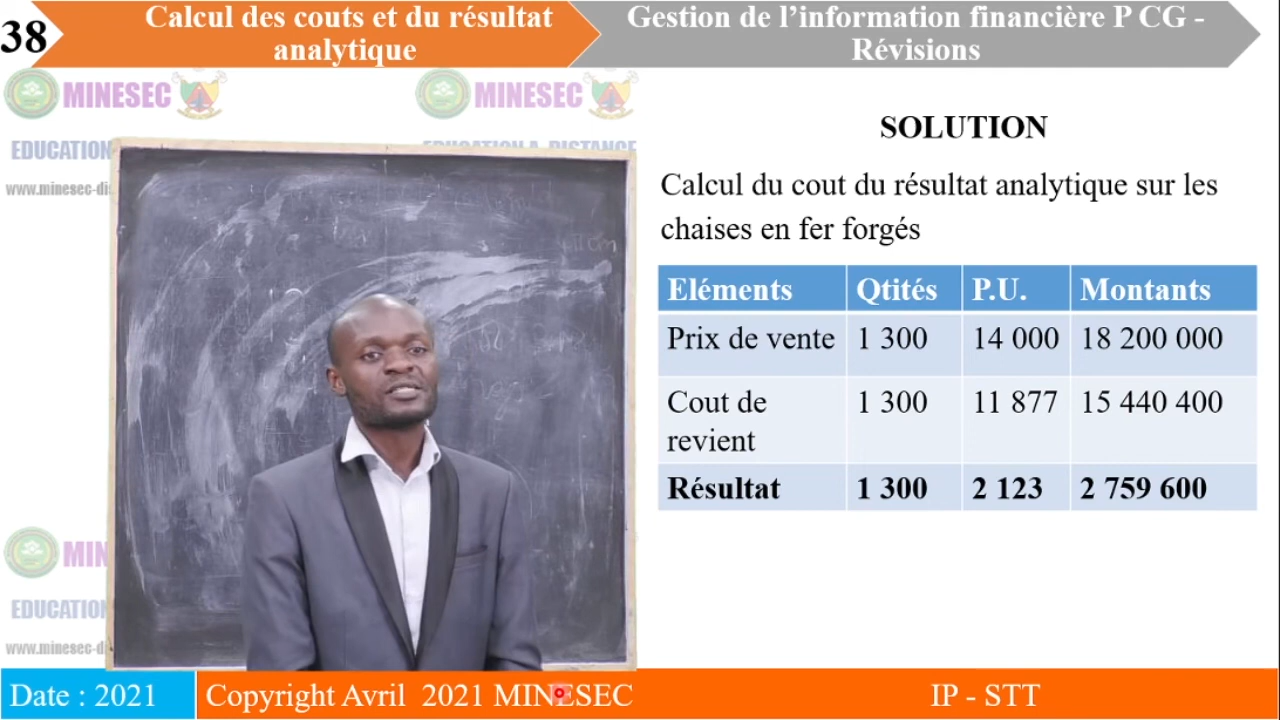 38
Calcul des couts et du résultat
analytique
Gestion de l’information financière P CG -
Révisions
MINESEC
MINESEC
EDUCATION
EDUCATION A DISTANCE
www.minesec-di
SOLUTION
Calcul du cout du résultat analytique sur les
chaises en fer forgés
Eléments Qtités P.U. Montants
Prix de vente 1 300 14 000 18 200 000
Cout de 1 300 11 877 15 440 400
revient
Résultat 1 300 2 123 2 759 600
MIN
EDUCATION
www.minesec-d
Date : 2021
Copyright Avril 2021 MINESEC
IP - STT